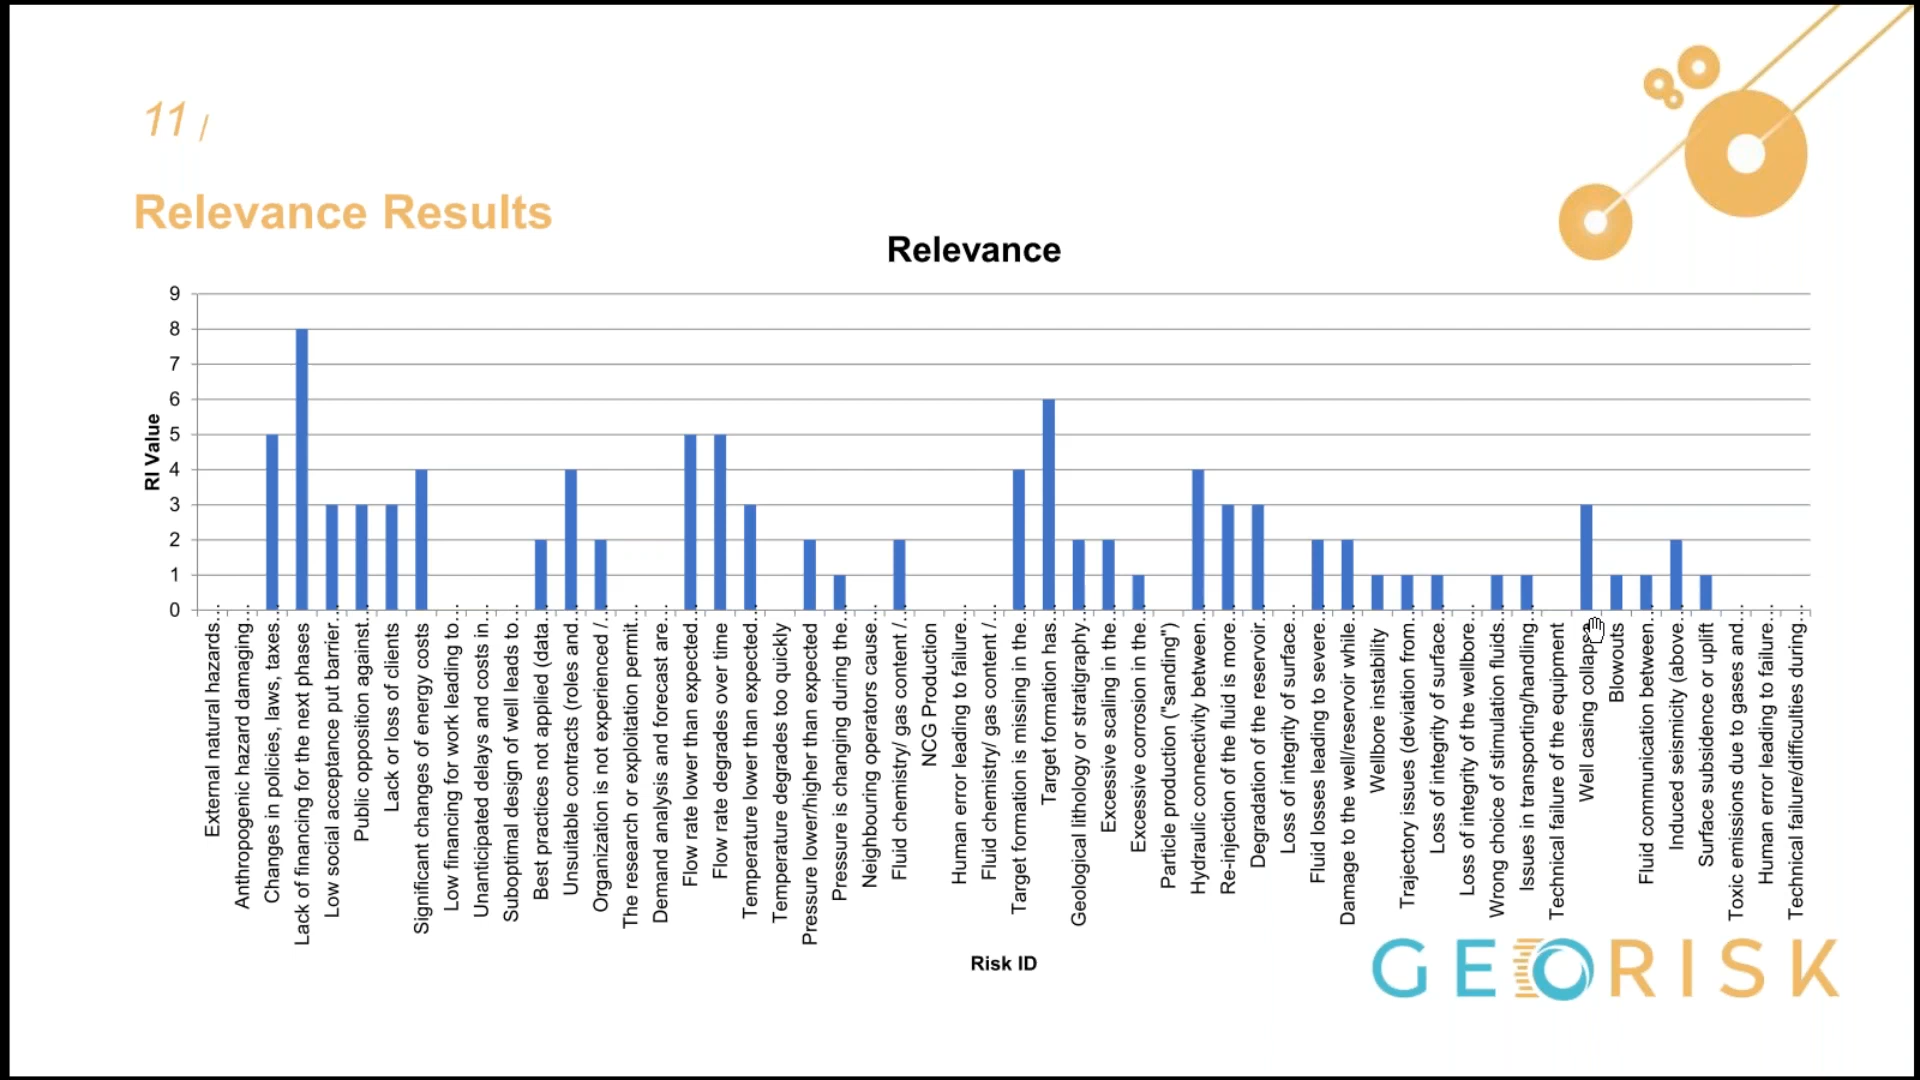 11 /
Relevance Results
Relevance
RI Value
9
8
7
6
5
4
3
2
1
0
External natural hazards…
Anthropogenic hazard damaging…
Changes in policies, laws, taxes…
Lack of financing for the next phases
Low social acceptance put barrier…
Public opposition against…
Lack or loss of clients
Significant changes of energy costs
Low financing for work leading to…
Unanticipated delays and costs in…
Suboptimal design of well leads to…
Best practices not applied (data…
Unsuitable contracts (roles and…
Organization is not experienced /…
The research or exploitation permit…
Demand analysis and forecast are…
Flow rate lower than expected…
Flow rate degrades over time
Temperature lower than expected…
Temperature degrades too quickly
Pressure lower/higher than expected
Pressure is changing during the…
Neighbouring operators cause…
Fluid chemistry/ gas content /…
NCG Production
Human error leading to failure…
Fluid chemistry/ gas content /…
Target formation is missing in the…
Target formation has…
Geological lithology or stratigraphy…
Excessive scaling in the…
Excessive corrosion in the…
Particle production ("sanding")
Hydraulic connectivity between…
Re-injection of the fluid is more…
Degradation of the reservoir…
Loss of integrity of surface…
Fluid losses leading to severe…
Damage to the well/reservoir while…
Wellbore instability
Trajectory issues (deviation from…
Loss of integrity of surface…
Loss of integrity of the wellbore…
Wrong choice of stimulation fluids…
Issues in transporting/handling…
Technical failure of the equipment
Well casing collapse
Blowouts
Fluid communication between…
Induced seismicity (above…
Surface subsidence or uplift
Toxic emissions due to gases and…
Human error leading to failure…
Technical failure/difficulties during…
Risk ID
GEORISK